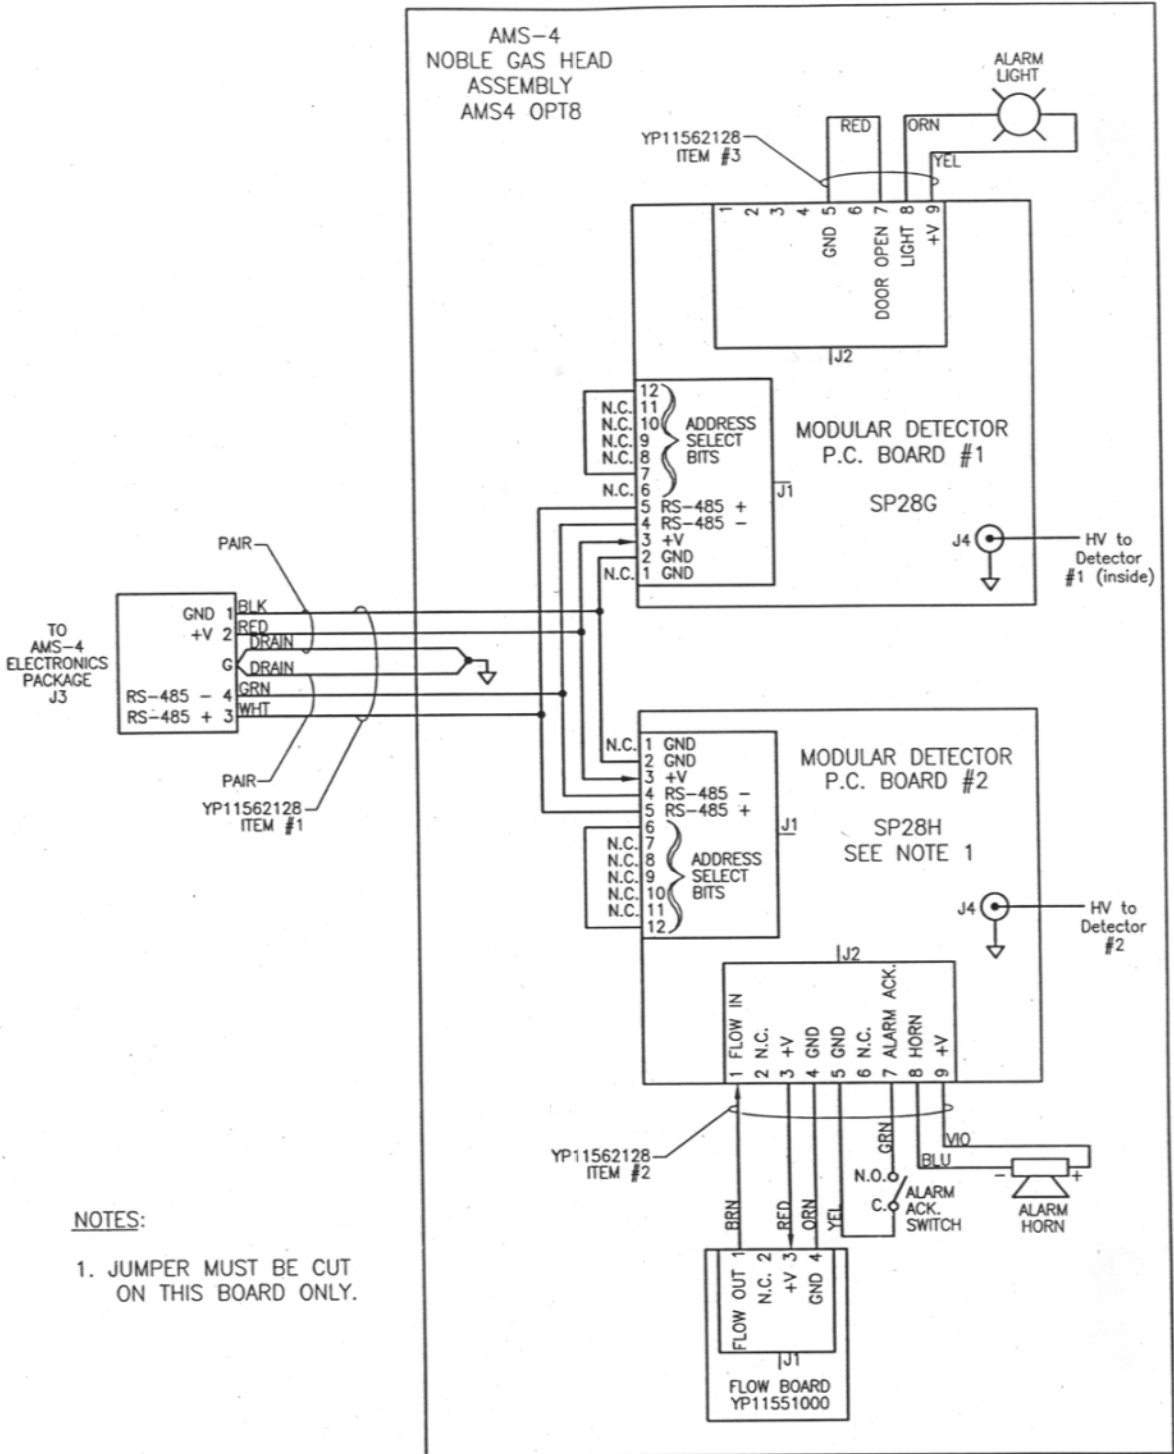 AMS-4
NOBLE GAS HEAD
ASSEMBLY
AMS4 OPT8
ALARM
LIGHT
YP11562128
ITEM #3
RED
ORN
YEL
1
2
3
4
5 GND
6
7 DOOR OPEN
8 LIGHT
9 +V
J2
12
N.C. 11
N.C. 10
N.C. 9
N.C. 8
7
N.C. 6
ADDRESS
SELECT
BITS
5 RS-485 +
4 RS-485 -
3 +V
2 GND
N.C. 1 GND
J1
MODULAR DETECTOR
P.C. BOARD #1
SP28G
J4
HV to
Detector
#1 (inside)
PAIR
TO
AMS-4
ELECTRONICS
PACKAGE
J3
GND 1 BLK
+V 2 RED
DRAIN
G
DRAIN
RS-485 - 4 GRN
RS-485 + 3 WHT
PAIR
YP11562128
ITEM #1
N.C. 1 GND
2 GND
3 +V
4 RS-485 -
5 RS-485 +
6
N.C. 7
N.C. 8
N.C. 9
N.C. 10
N.C. 11
12
ADDRESS
SELECT
BITS
J1
MODULAR DETECTOR
P.C. BOARD #2
SP28H
SEE NOTE 1
J4
HV to
Detector
#2
J2
1 FLOW IN
2 N.C.
3 +V
4 GND
5 GND
6 N.C.
7 ALARM ACK.
8 HORN
9 +V
YP11562128
ITEM #2
BRN
RED
ORN
YEL
GRN
BLU
VIO
N.O.
C.
ALARM
ACK.
SWITCH
- +
ALARM
HORN
FLOW OUT 1
N.C. 2
+V 3
GND 4
J1
FLOW BOARD
YP11551000
NOTES:
1. JUMPER MUST BE CUT
ON THIS BOARD ONLY.